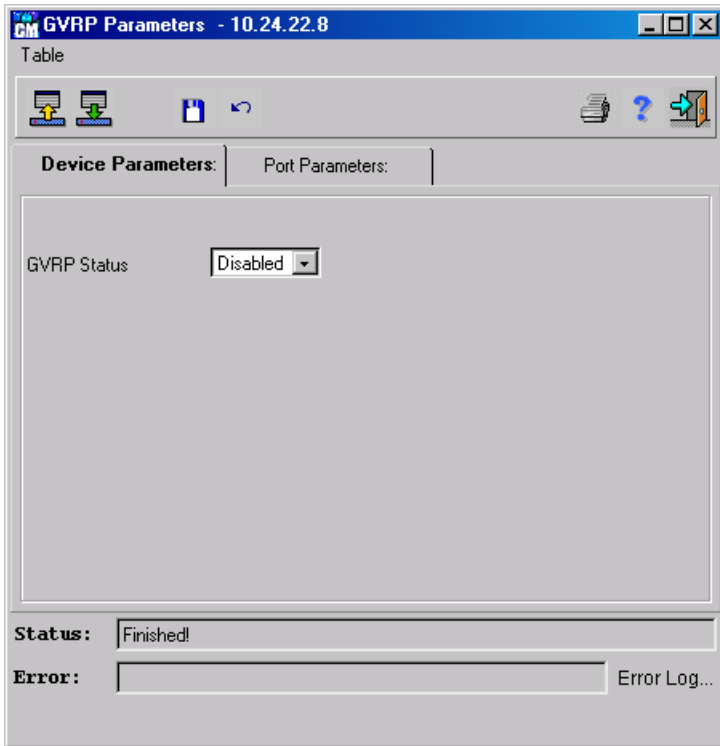 GVRP Parameters - 10.24.22.8
Table
Device Parameters:
Port Parameters:
GVRP Status
Disabled
Status:
Finished!
Error:
Error Log...